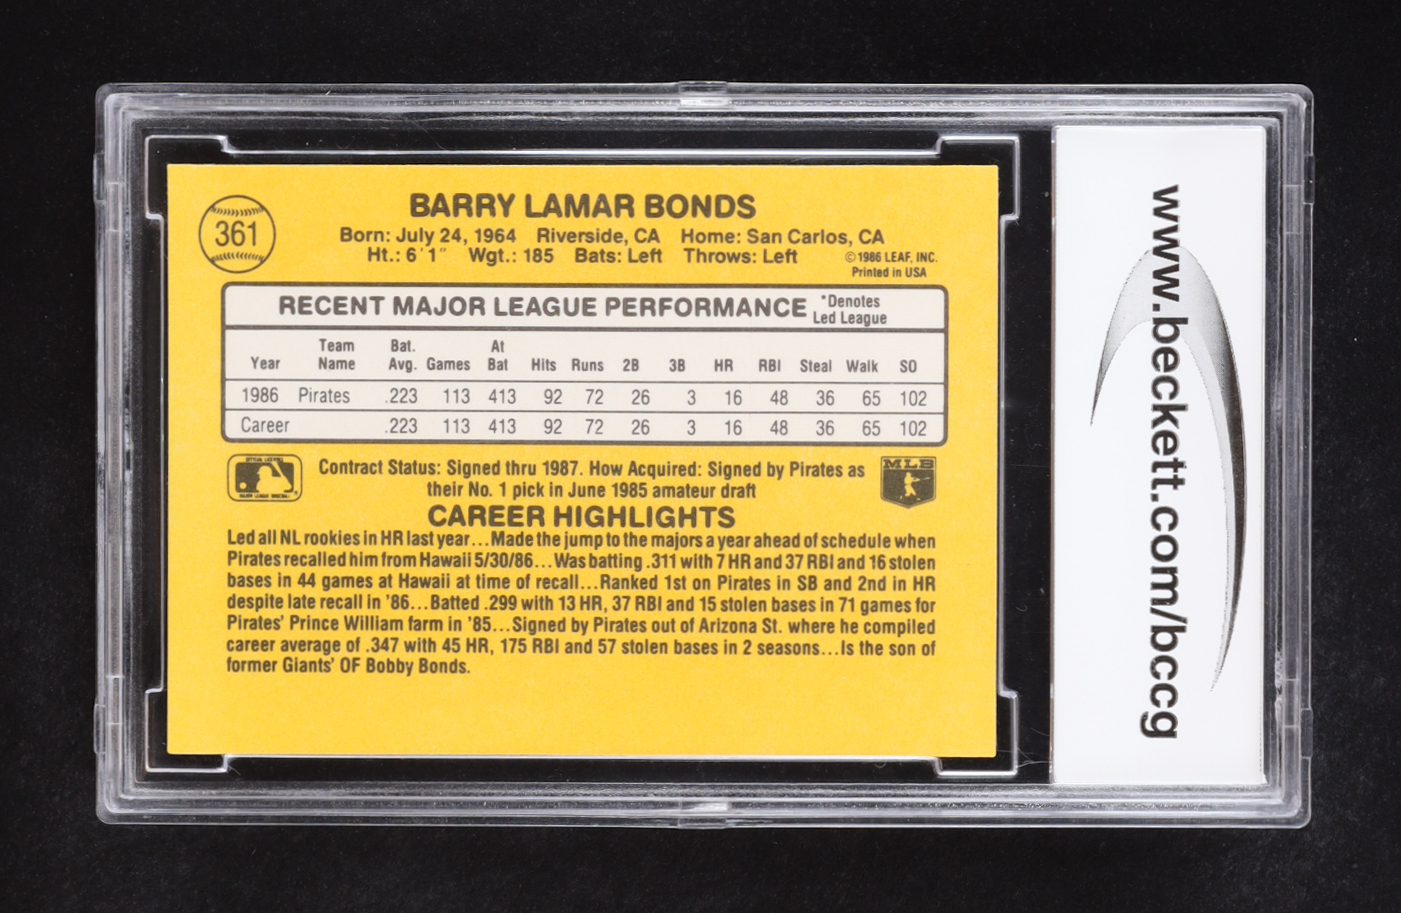 361
BARRY LAMAR BONDS
Born: July 24, 1964 Riverside, CA Home: San Carlos, CA
Ht.: 6'1" Wgt.: 185 Bats: Left Throws: Left
©1986 LEAF, INC.
Printed in USA
RECENT MAJOR LEAGUE PERFORMANCE *Denotes
Led League
Year Team Name Bat. Avg. Games At Bat Hits Runs 2B 3B HR RBI Steal Walk SO
1986 Pirates .223 113 413 92 72 26 3 16 48 36 65 102
Career .223 113 413 92 72 26 3 16 48 36 65 102
MLB
Contract Status: Signed thru 1987. How Acquired: Signed by Pirates as
their No. 1 pick in June 1985 amateur draft
CAREER HIGHLIGHTS
Led all NL rookies in HR last year...Made the jump to the majors a year ahead of schedule when
Pirates recalled him from Hawaii 5/30/86...Was batting .311 with 7 HR and 37 RBI and 16 stolen
bases in 44 games at Hawaii at time of recall...Ranked 1st on Pirates in SB and 2nd in HR
despite late recall in '86...Batted .299 with 13 HR, 37 RBI and 15 stolen bases in 71 games for
Pirates' Prince William farm in '85...Signed by Pirates out of Arizona St. where he compiled
career average of .347 with 45 HR, 175 RBI and 57 stolen bases in 2 seasons...Is the son of
former Giants' OF Bobby Bonds.
www.beckett.com/bccg